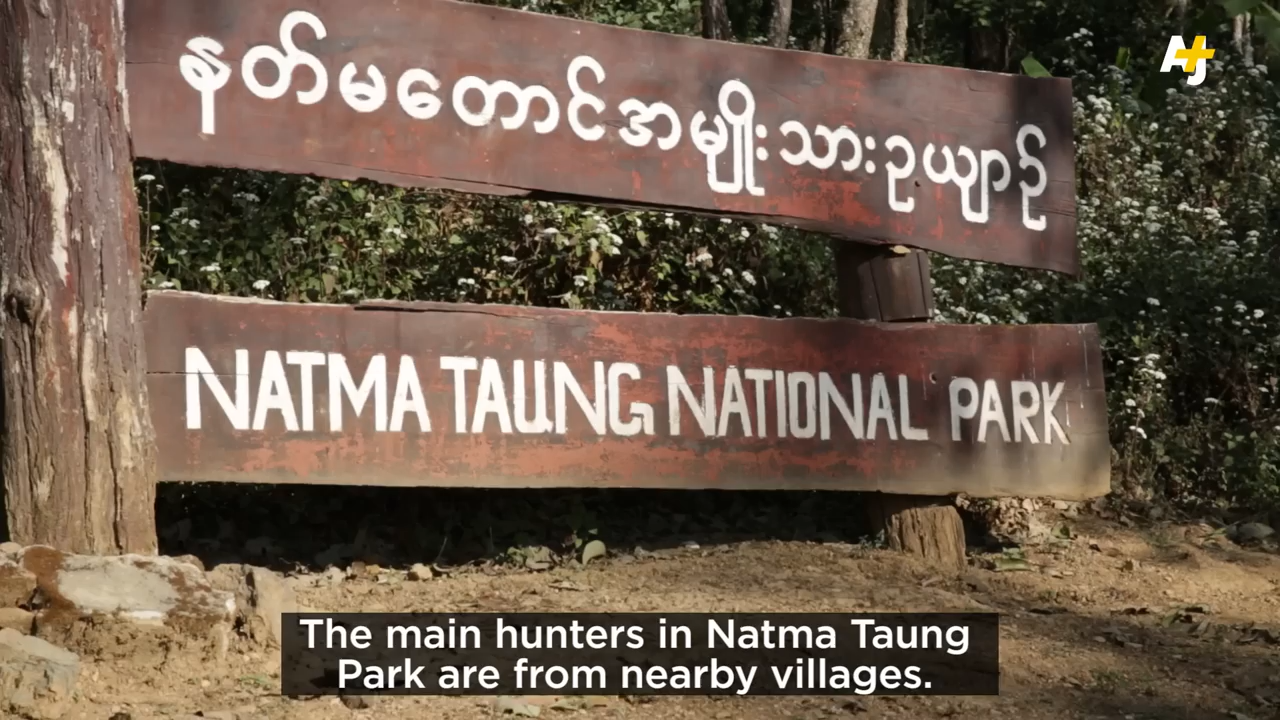 AJ+
နတ်မတောင်အမျိုးသားဥယျာဉ်
NATMA TAUNG NATIONAL PARK
The main hunters in Natma Taung
Park are from nearby villages.